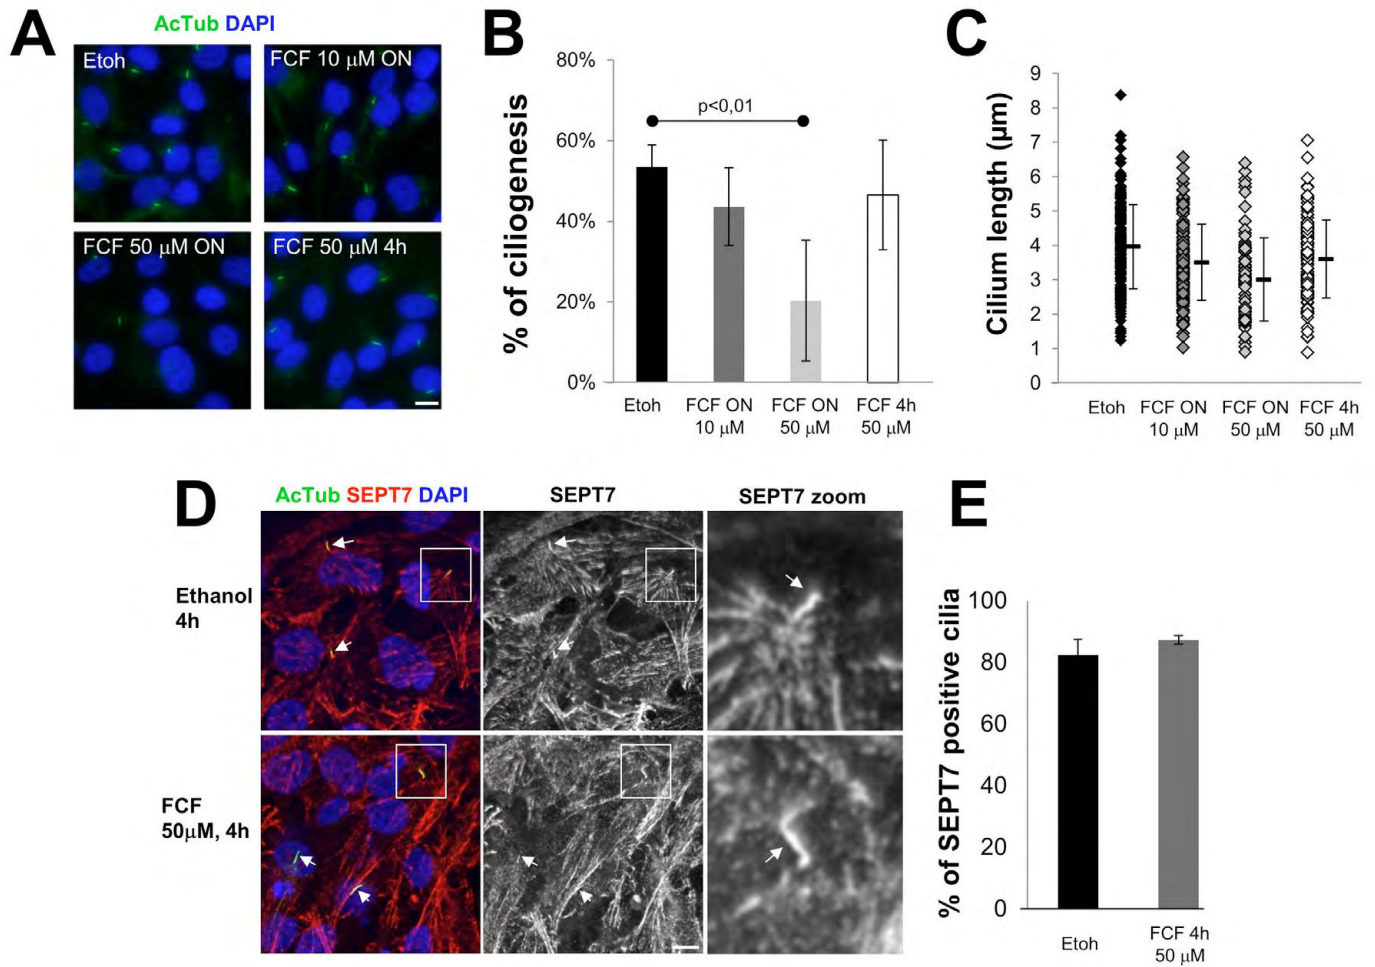 A
AcTub DAPI
Etoh
FCF 10 μM ON
FCF 50 μM ON
FCF 50 μM 4h
B
% of ciliogenesis
80%
60%
40%
20%
0%
p<0,01
Etoh
FCF ON
10 μM
FCF ON
50 μM
FCF 4h
50 μM
C
Cilium length (μm)
9
8
7
6
5
4
3
2
1
0
Etoh
FCF ON
10 μM
FCF ON
50 μM
FCF 4h
50 μM
D
AcTub SEPT7 DAPI
SEPT7
SEPT7 zoom
Ethanol
4h
FCF
50μM, 4h
E
% of SEPT7 positive cilia
100
80
60
40
20
0
Etoh
FCF 4h
50 μM